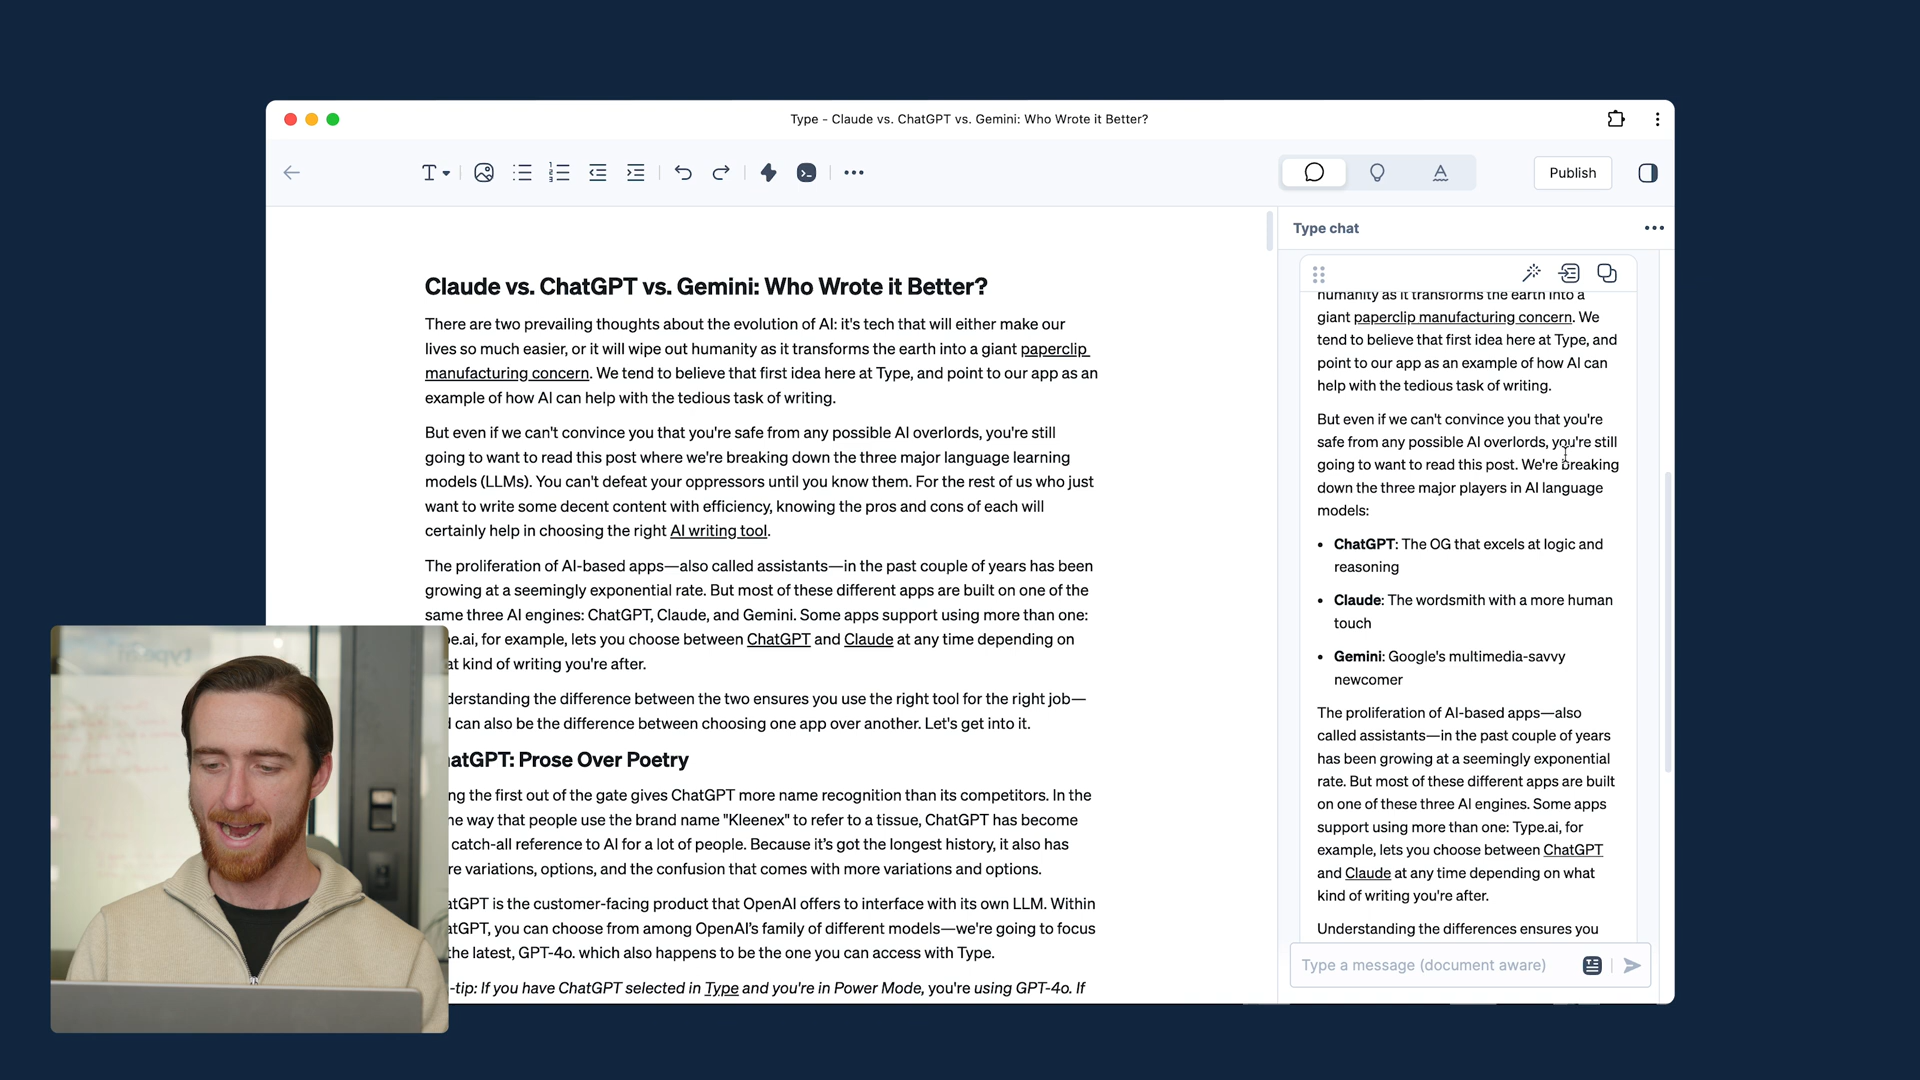 Type - Claude vs. ChatGPT vs. Gemini: Who Wrote it Better?
T
Publish
Type chat
Claude vs. ChatGPT vs. Gemini: Who Wrote it Better?
There are two prevailing thoughts about the evolution of AI: it's tech that will either make our
lives so much easier, or it will wipe out humanity as it transforms the earth into a giant paperclip
manufacturing concern. We tend to believe that first idea here at Type, and point to our app as an
example of how AI can help with the tedious task of writing.
But even if we can't convince you that you're safe from any possible AI overlords, you're still
going to want to read this post where we're breaking down the three major language learning
models (LLMs). You can't defeat your oppressors until you know them. For the rest of us who just
want to write some decent content with efficiency, knowing the pros and cons of each will
certainly help in choosing the right AI writing tool.
The proliferation of AI-based apps—also called assistants—in the past couple of years has been
growing at a seemingly exponential rate. But most of these different apps are built on one of the
same three AI engines: ChatGPT, Claude, and Gemini. Some apps support using more than one:
pe.ai, for example, lets you choose between ChatGPT and Claude at any time depending on
at kind of writing you're after.
derstanding the difference between the two ensures you use the right tool for the right job—
can also be the difference between choosing one app over another. Let's get into it.
atGPT: Prose Over Poetry
ng the first out of the gate gives ChatGPT more name recognition than its competitors. In the
ne way that people use the brand name "Kleenex" to refer to a tissue, ChatGPT has become
catch-all reference to AI for a lot of people. Because it's got the longest history, it also has
re variations, options, and the confusion that comes with more variations and options.
atGPT is the customer-facing product that OpenAI offers to interface with its own LLM. Within
atGPT, you can choose from among OpenAI's family of different models—we're going to focus
the latest, GPT-4o. which also happens to be the one you can access with Type.
-tip: If you have ChatGPT selected in Type and you're in Power Mode, you're using GPT-4o. If
humanity as it transforms the earth into a
giant paperclip manufacturing concern. We
tend to believe that first idea here at Type, and
point to our app as an example of how AI can
help with the tedious task of writing.
But even if we can't convince you that you're
safe from any possible AI overlords, you're still
going to want to read this post. We're breaking
down the three major players in AI language
models:
• ChatGPT: The OG that excels at logic and
reasoning
• Claude: The wordsmith with a more human
touch
• Gemini: Google's multimedia-savvy
newcomer
The proliferation of AI-based apps—also
called assistants—in the past couple of years
has been growing at a seemingly exponential
rate. But most of these different apps are built
on one of these three AI engines. Some apps
support using more than one: Type.ai, for
example, lets you choose between ChatGPT
and Claude at any time depending on what
kind of writing you're after.
Understanding the differences ensures you
Type a message (document aware)